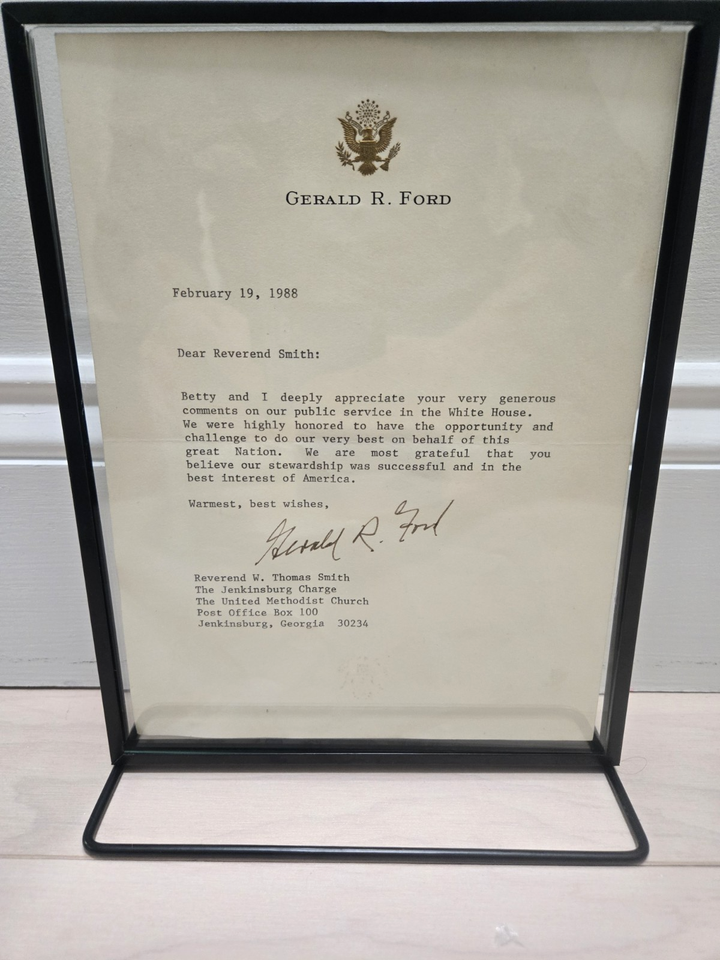 GERALD R. FORD
February 19, 1988
Dear Reverend Smith:
Betty and I deeply appreciate your very generous
comments on our public service in the White House.
We were highly honored to have the opportunity and
challenge to do our very best on behalf of this
great Nation. We are most grateful that you
believe our stewardship was successful and in the
best interest of America.
Warmest, best wishes,
Gerald R. Ford
Reverend W. Thomas Smith
The Jenkinsburg Charge
The United Methodist Church
Post Office Box 100
Jenkinsburg, Georgia 30234